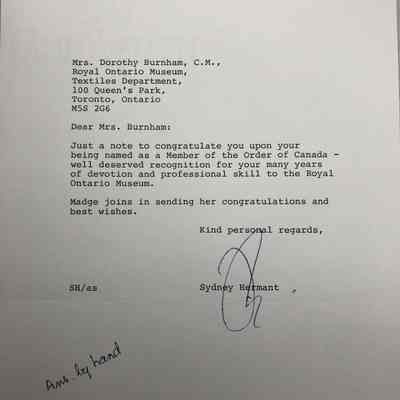 Mrs. Dorothy Burnham, C.M.,
Royal Ontario Museum,
Textiles Department,
100 Queen's Park,
Toronto, Ontario
M5S 2G6
Dear Mrs. Burnham:
Just a note to congratulate you upon your
being named as a Member of the Order of Canada -
well deserved recognition for your many years
of devotion and professional skill to the Royal
Ontario Museum.
Madge joins in sending her congratulations and
best wishes.
Kind personal regards,
SH/as
Sydney Hermant
Ans. by hand